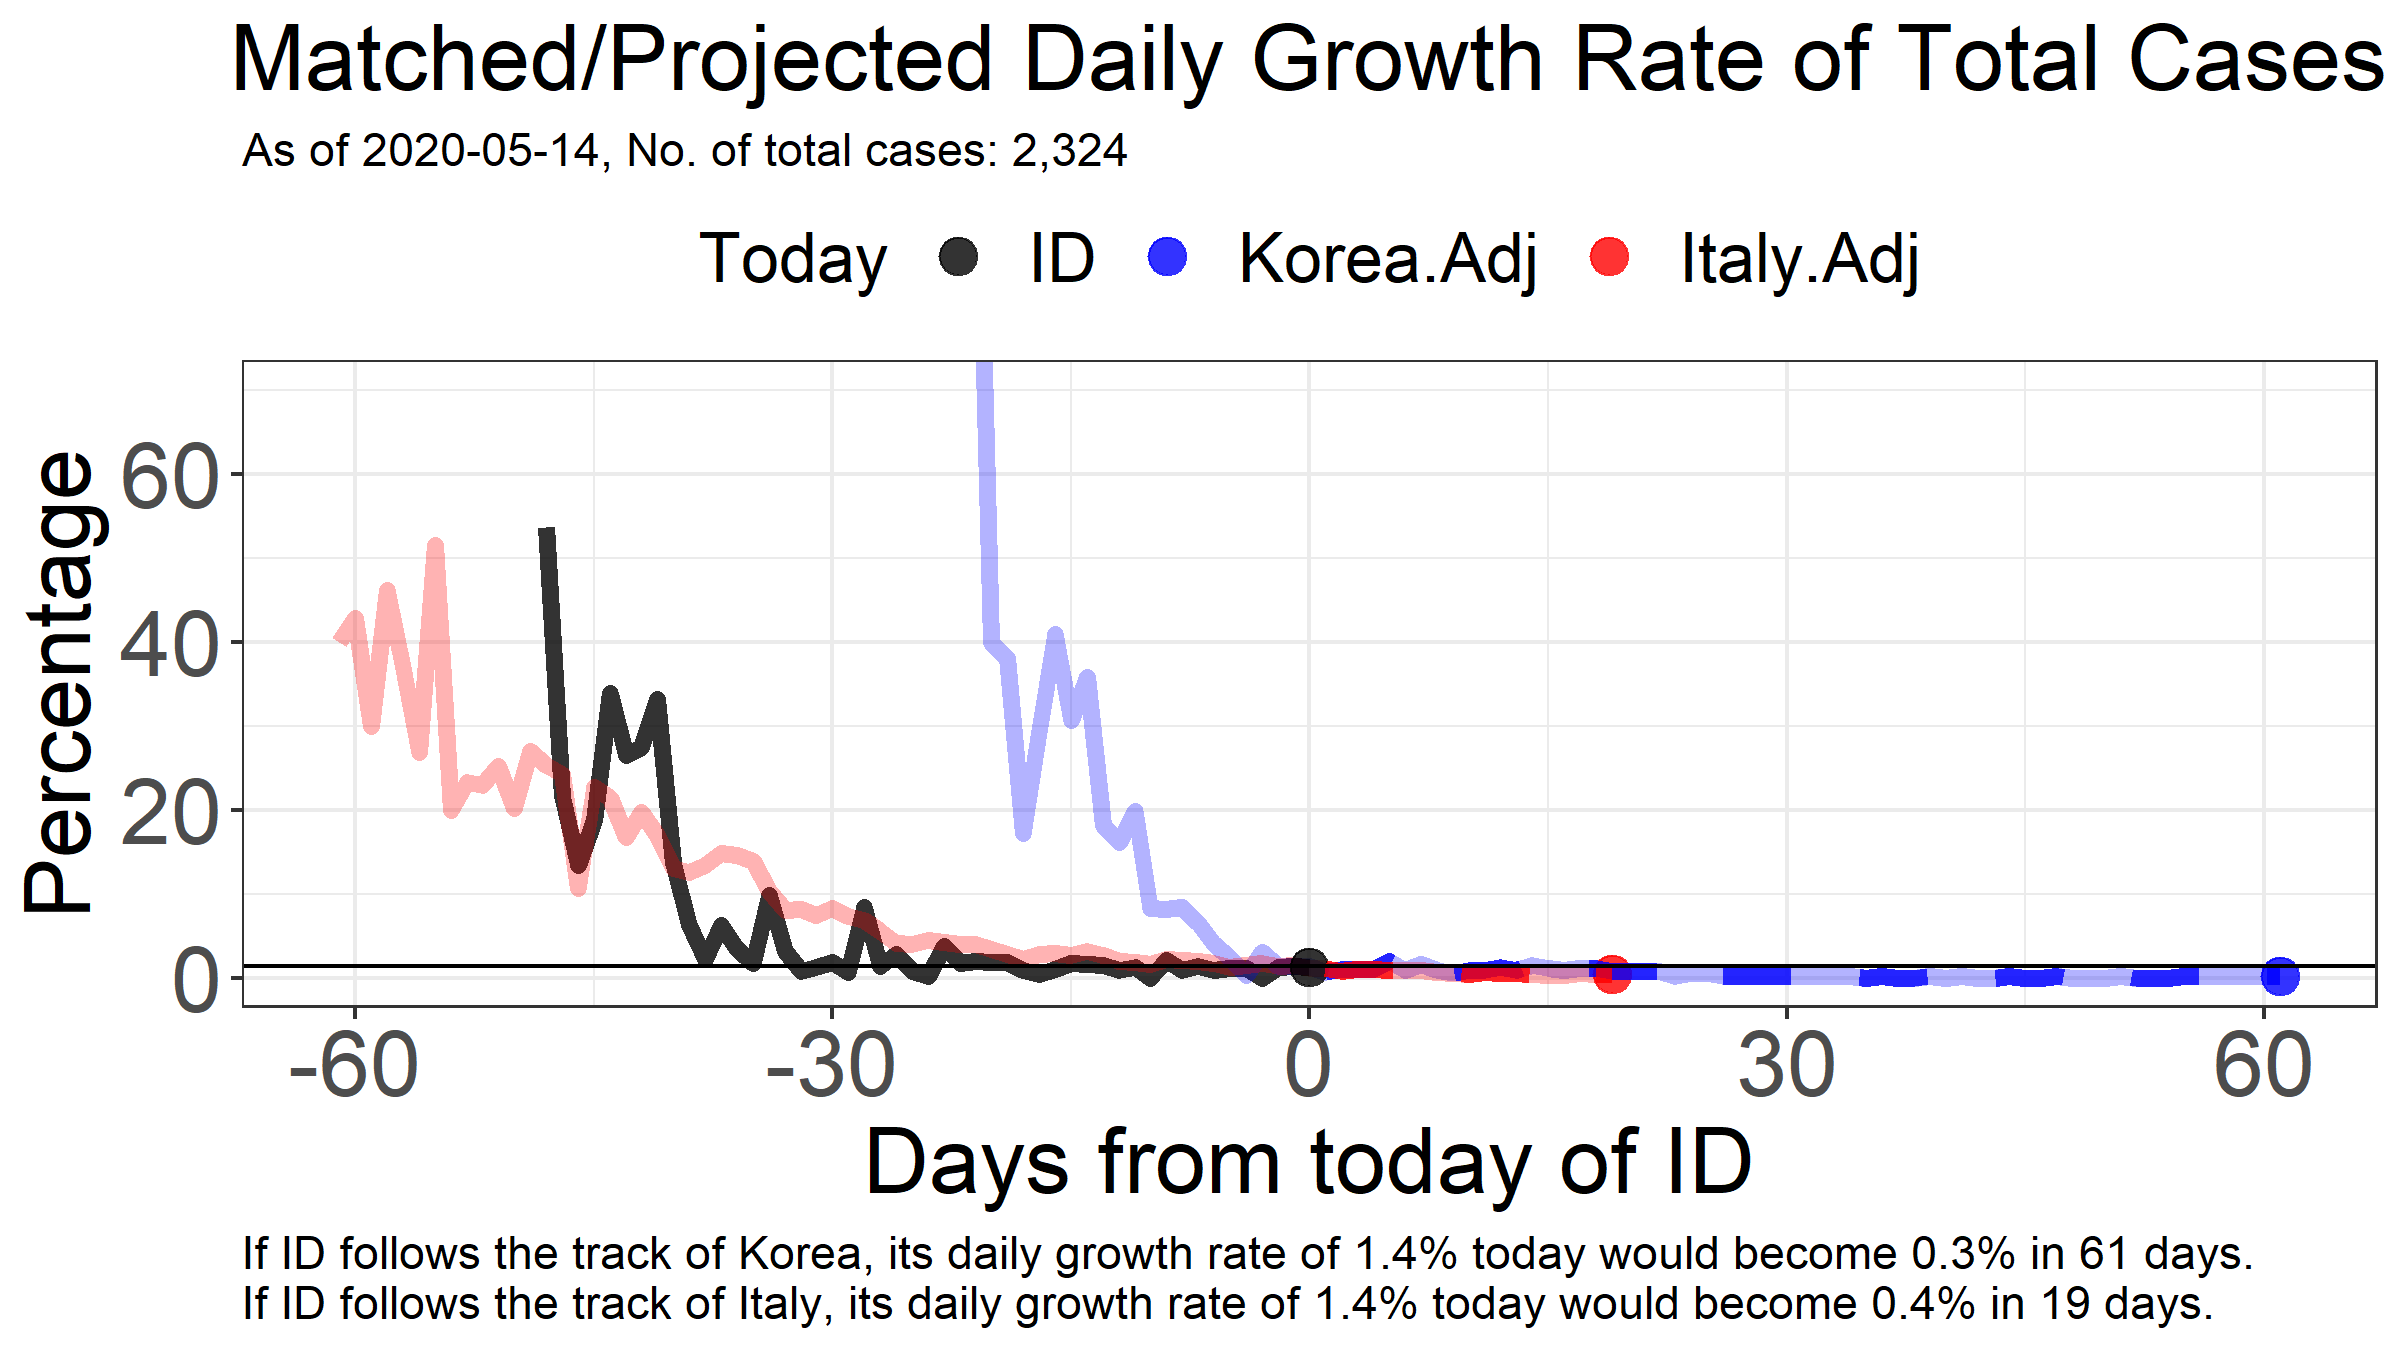 Matched/Projected Daily Growth Rate of Total Cases
As of 2020-05-14, No. of total cases: 2,324
Today ID Korea.Adj Italy.Adj
Percentage
60
40
20
0
-60 -30 0 30 60
Days from today of ID
If ID follows the track of Korea, its daily growth rate of 1.4% today would become 0.3% in 61 days.
If ID follows the track of Italy, its daily growth rate of 1.4% today would become 0.4% in 19 days.